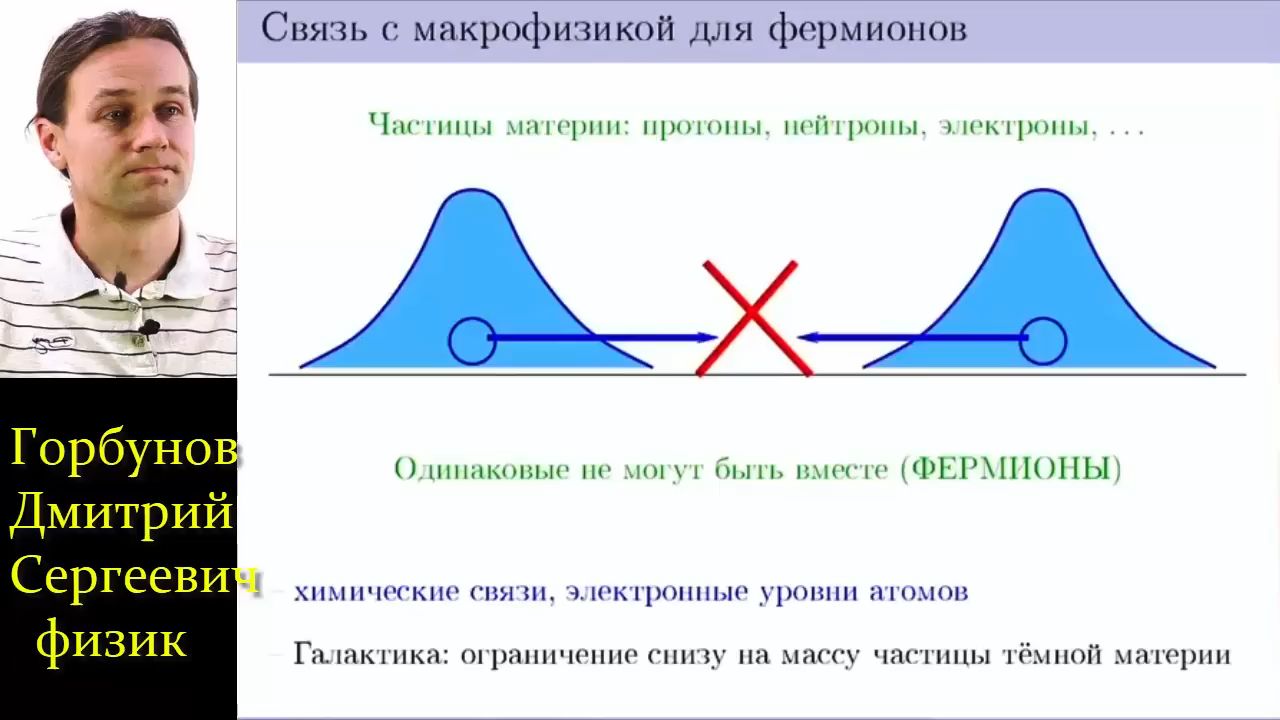 Связь с макрофизикой для фермионов
Частицы материи: протоны, нейтроны, электроны, ...
Одинаковые не могут быть вместе (ФЕРМИОНЫ)
– химические связи, электронные уровни атомов
– Галактика: ограничение снизу на массу частицы тёмной материи
Горбунов
Дмитрий
Сергеевич
физик